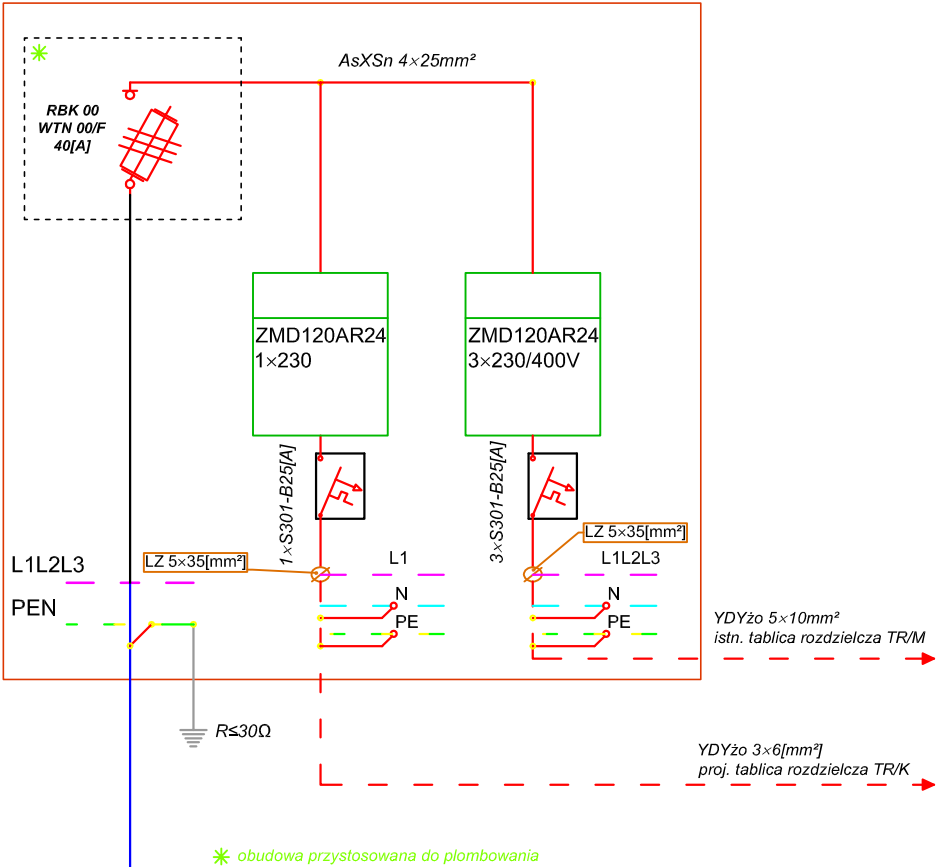 AsXSn 4×25mm²
RBK 00
WTN 00/F
40[A]
ZMD120AR24
1×230
ZMD120AR24
3×230/400V
1×S301-B25[A]
3×S301-B25[A]
LZ 5×35[mm²]
LZ 5×35[mm²]
L1L2L3
PEN
L1
N
PE
L1L2L3
N
PE
YDYżo 5×10mm²
istn. tablica rozdzielcza TR/M
R≤30Ω
YDYżo 3×6[mm²]
proj. tablica rozdzielcza TR/K
obudowa przystosowana do plombowania